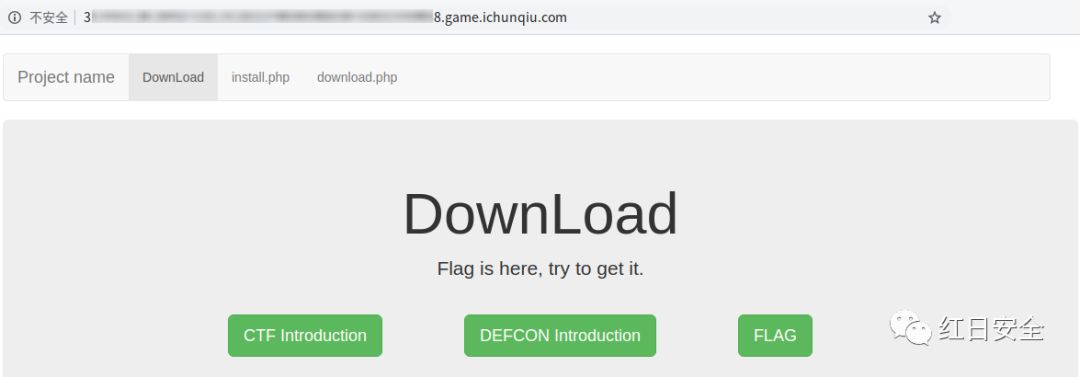 不安全 3 8.game.ichunqiu.com
Project name DownLoad install.php download.php
DownLoad
Flag is here, try to get it.
CTF Introduction DEFCON Introduction FLAG
红日安全